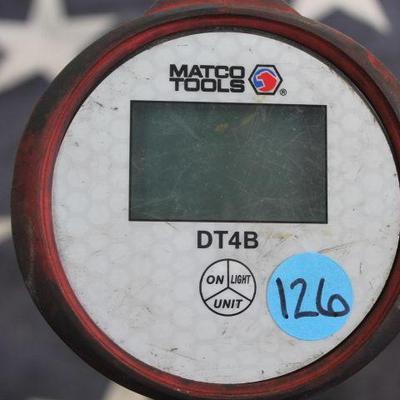 MATCO
TOOLS ®
DT4B
ON LIGHT
UNIT
126